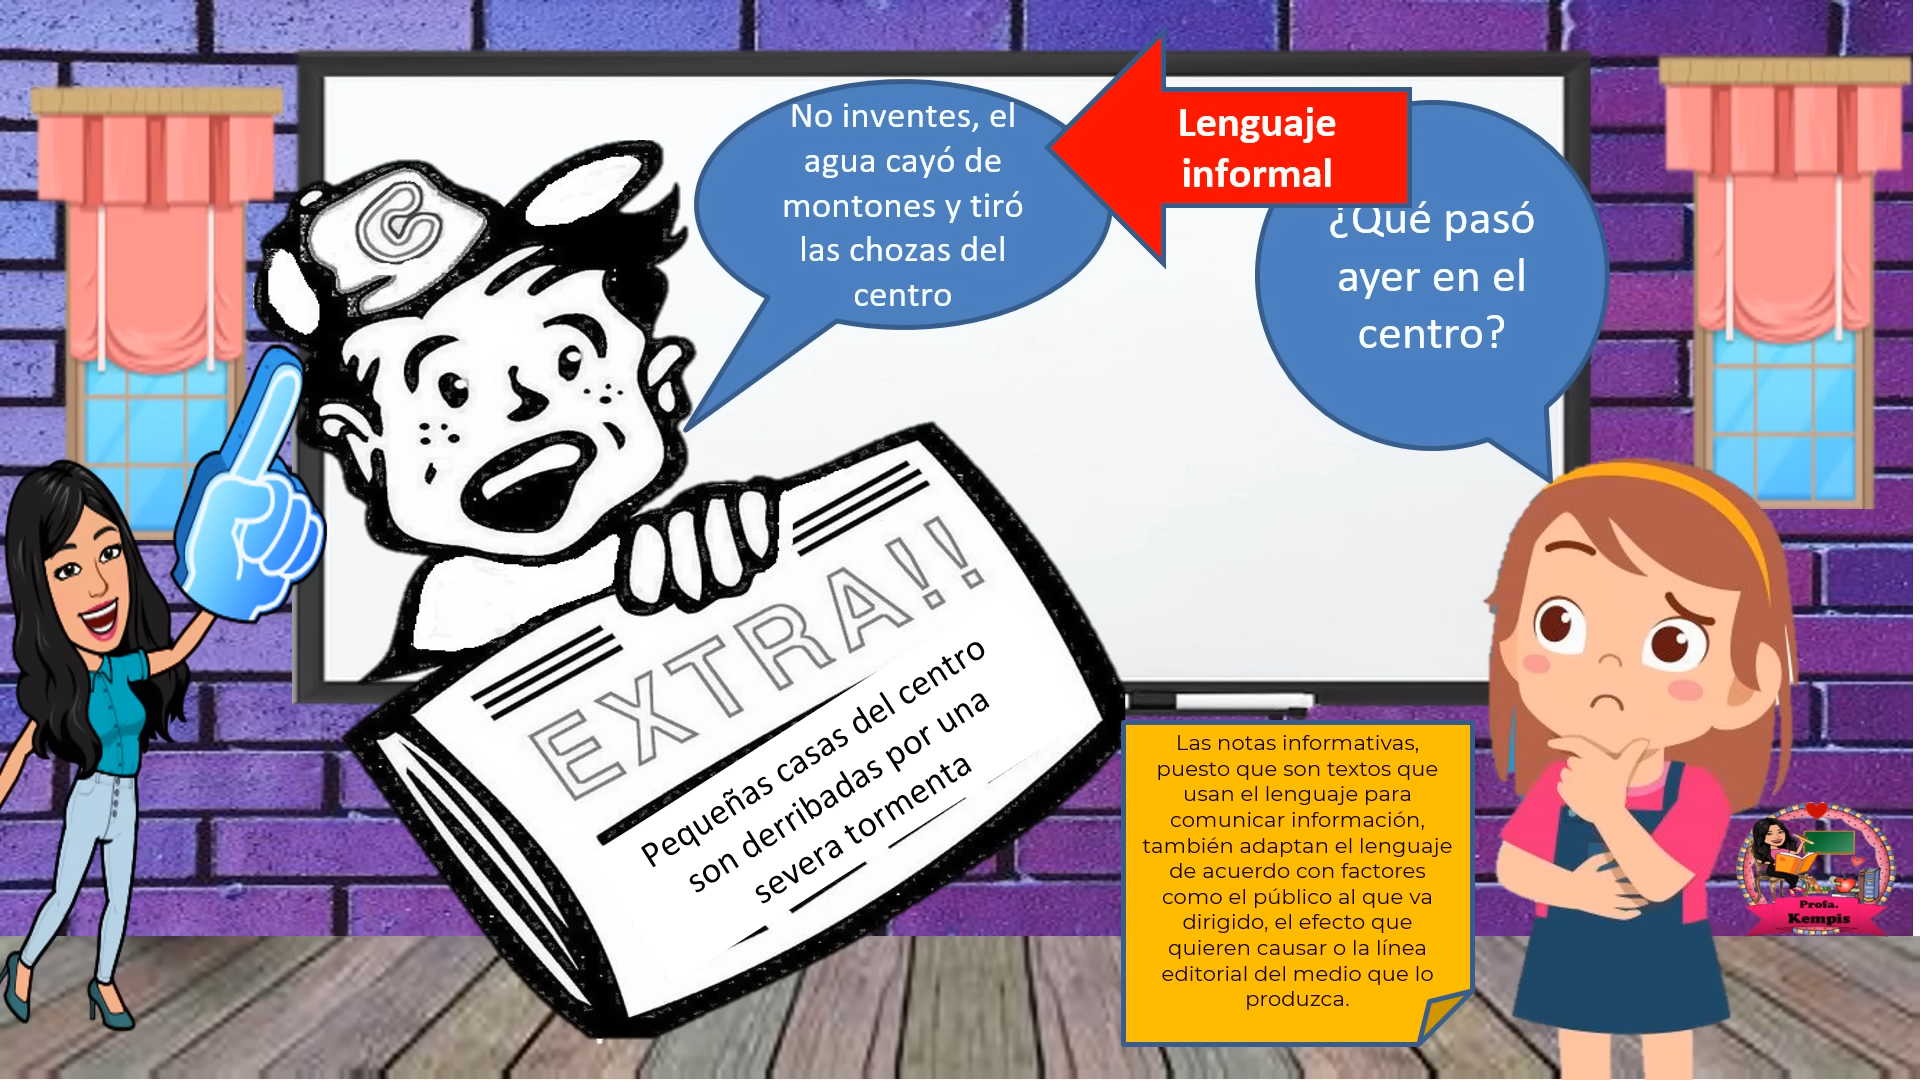 No inventes, el
agua cayó de
montones y tiró
las chozas del
centro
Lenguaje
informal
¿Qué pasó
ayer en el
centro?
EXTRA!!
Pequeñas casas del centro
son derribadas por una
severa tormenta
Las notas informativas,
puesto que son textos que
usan el lenguaje para
comunicar información,
también adaptan el lenguaje
de acuerdo con factores
como el público al que va
dirigido, el efecto que
quieren causar o la línea
editorial del medio que lo
produzca.
Profa.
Kempis